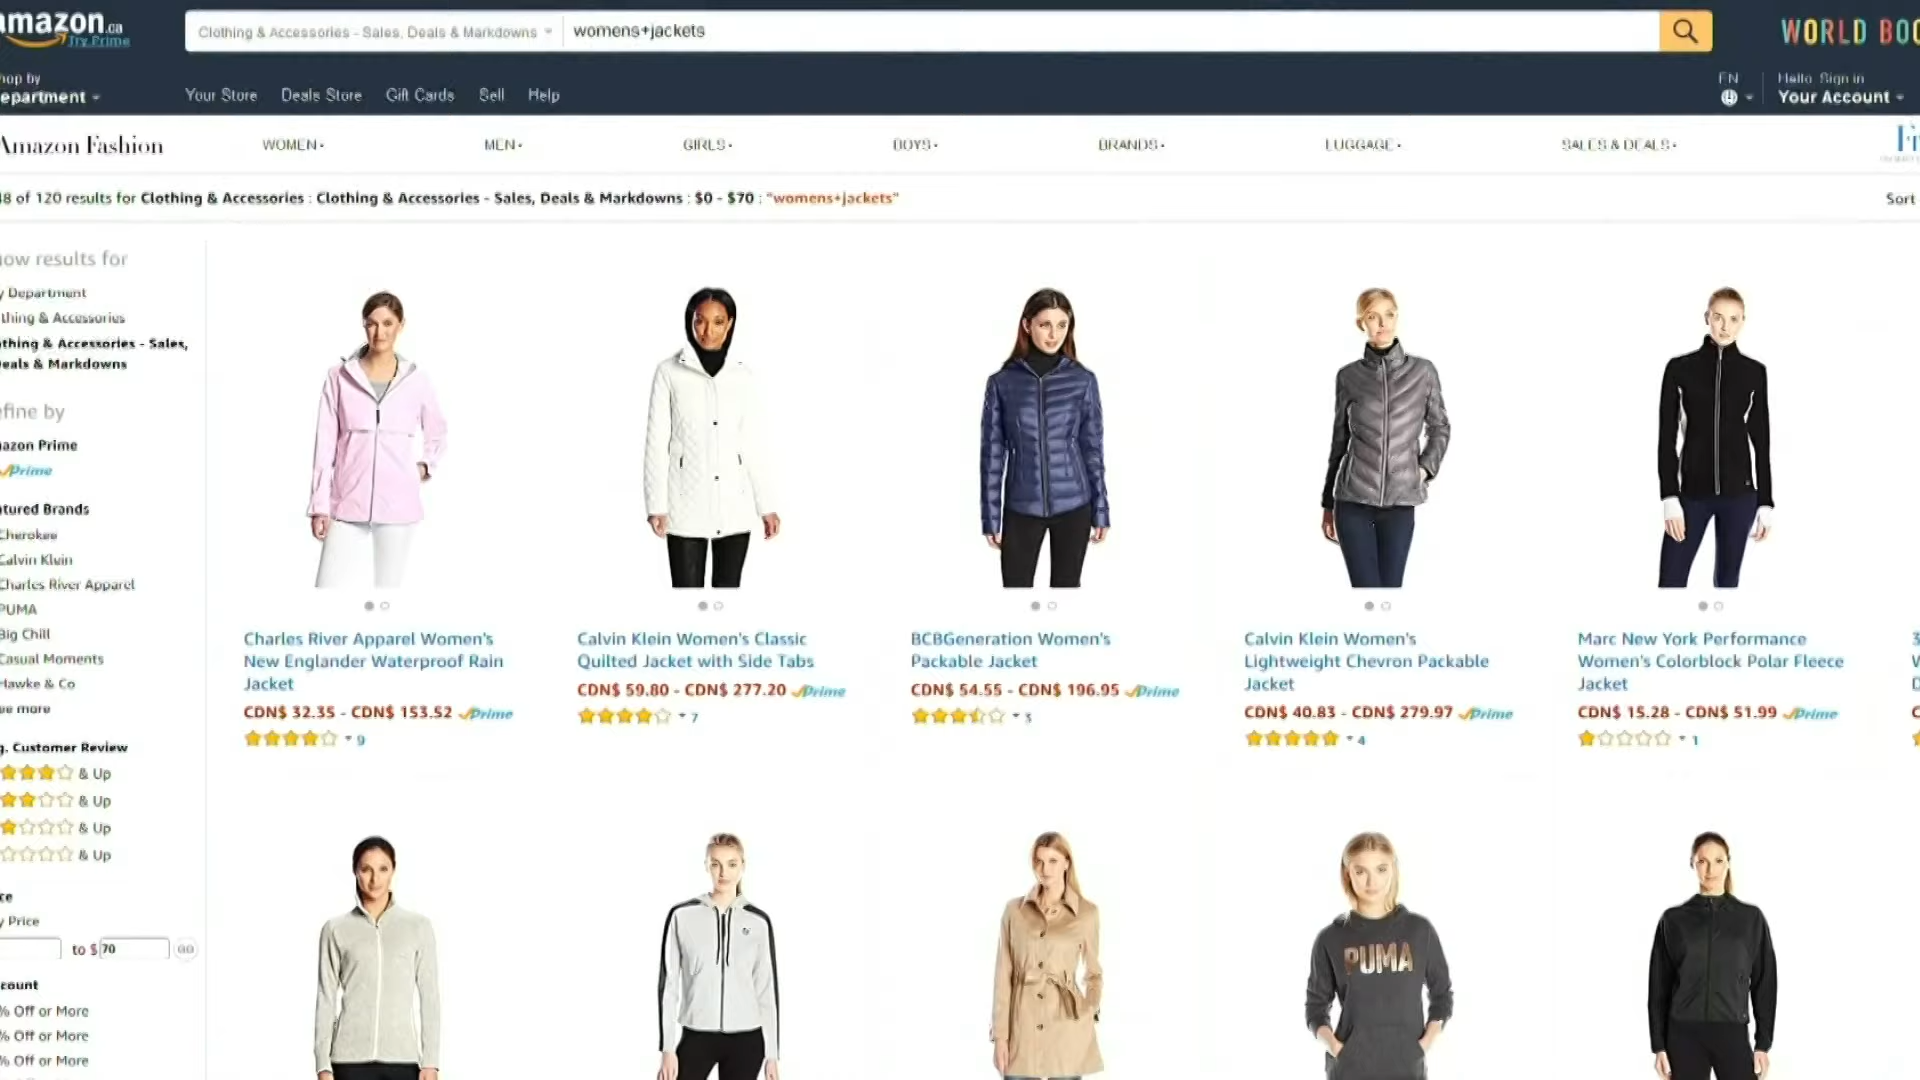 amazon.ca
Try Prime
Clothing & Accessories - Sales, Deals & Markdowns
womens+jackets
WORLD BOO
hop by
epartment
Your Store
Deals Store
Gift Cards
Sell
Help
EN
Hello. Sign in
Your Account
Amazon Fashion
WOMEN
MEN
GIRLS
BOYS
BRANDS
LUGGAGE
SALES & DEALS
48 of 120 results for Clothing & Accessories : Clothing & Accessories - Sales, Deals & Markdowns : $0 - $70 : "womens+jackets"
Sort
ow results for
y Department
thing & Accessories
thing & Accessories - Sales,
eals & Markdowns
efine by
azon Prime
Prime
tured Brands
Cherokee
Calvin Klein
Charles River Apparel
PUMA
Big Chill
Casual Moments
Hawke & Co
ee more
g. Customer Review
& Up
& Up
& Up
& Up
ce
y Price
to $ 70
GO
count
% Off or More
% Off or More
% Off or More
Charles River Apparel Women's
New Englander Waterproof Rain
Jacket
CDN$ 32.35 - CDN$ 153.52 Prime
9
Calvin Klein Women's Classic
Quilted Jacket with Side Tabs
CDN$ 59.80 - CDN$ 277.20 Prime
7
BCBGeneration Women's
Packable Jacket
CDN$ 54.55 - CDN$ 196.95 Prime
3
Calvin Klein Women's
Lightweight Chevron Packable
Jacket
CDN$ 40.83 - CDN$ 279.97 Prime
4
Marc New York Performance
Women's Colorblock Polar Fleece
Jacket
CDN$ 15.28 - CDN$ 51.99 Prime
1
PUMA